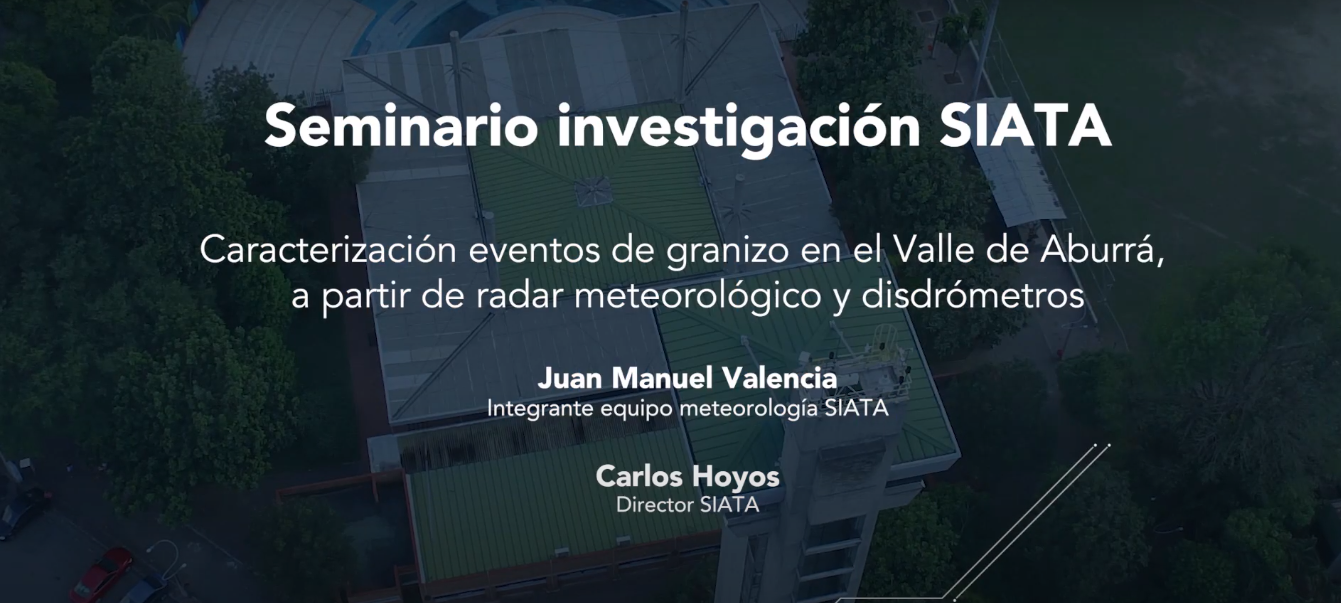 Seminario investigación SIATA
Caracterización eventos de granizo en el Valle de Aburrá,
a partir de radar meteorológico y disdrómetros
Juan Manuel Valencia
Integrante equipo meteorología SIATA
Carlos Hoyos
Director SIATA